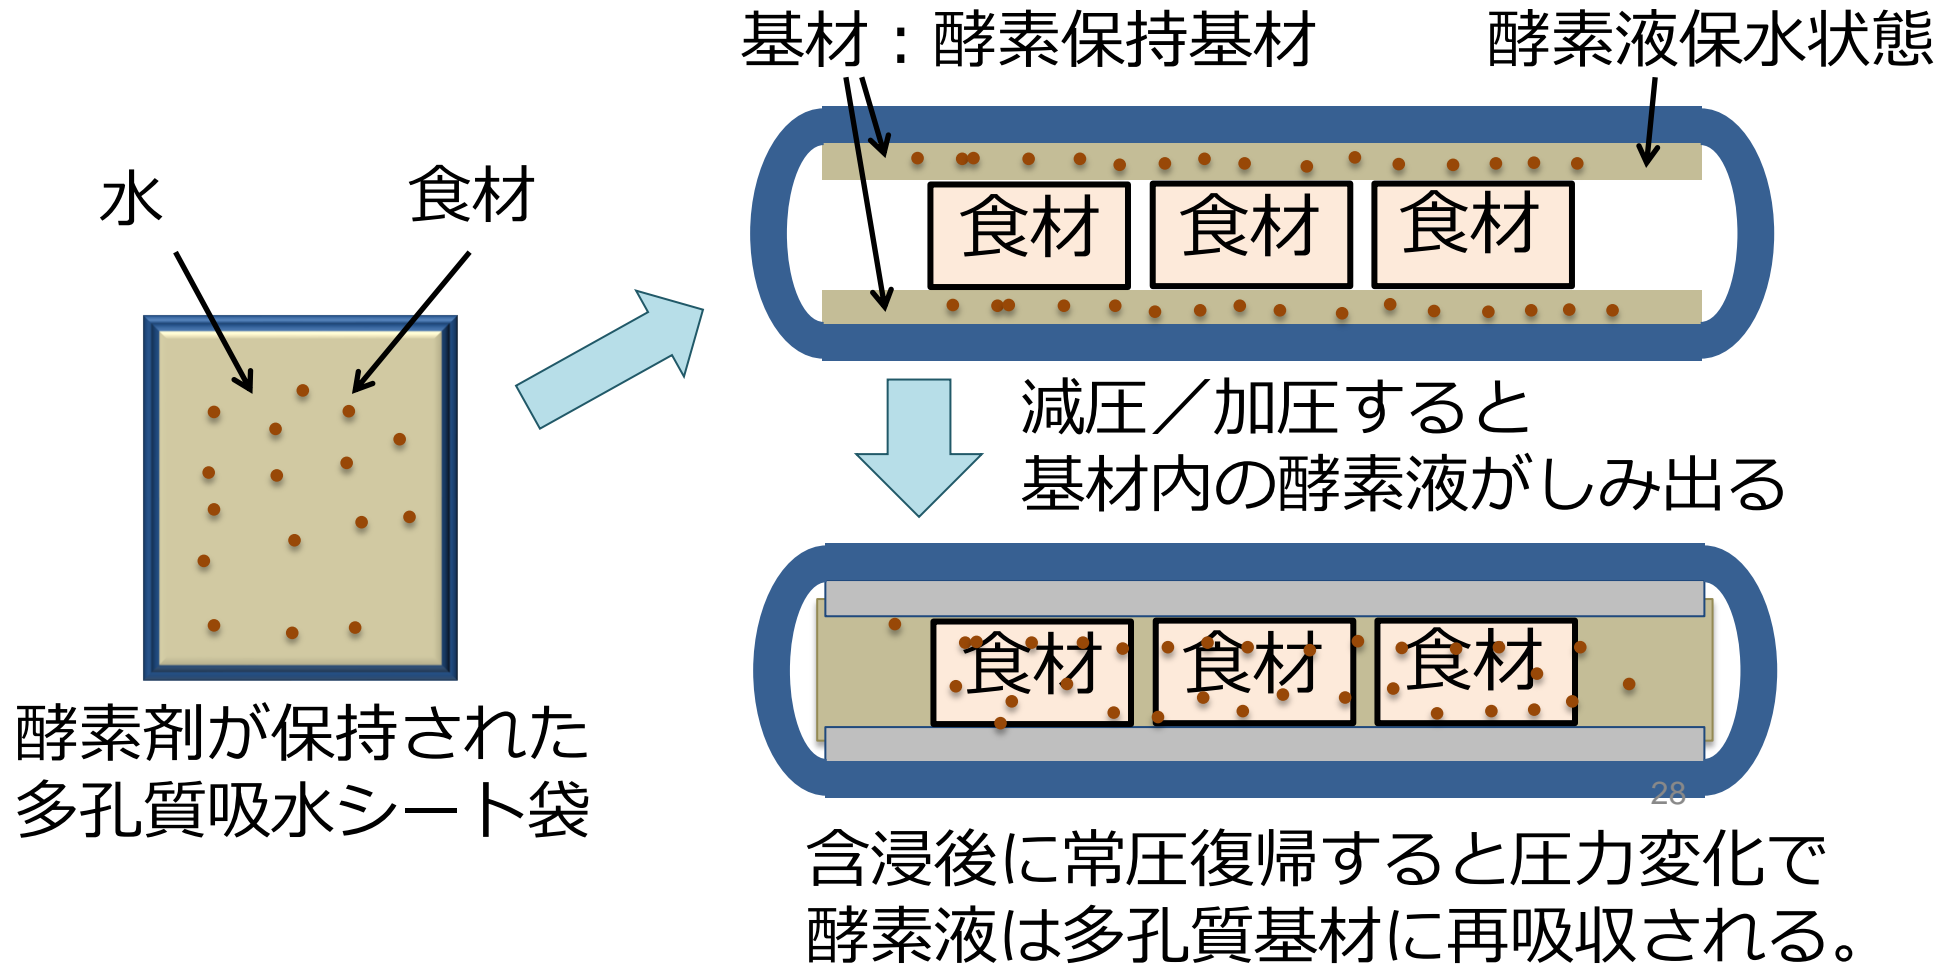 基材：酵素保持基材
酵素液保水状態
水
食材
食材
食材
食材
酵素剤が保持された
多孔質吸水シート袋
減圧／加圧すると
基材内の酵素液がしみ出る
食材
食材
食材
28
含浸後に常圧復帰すると圧力変化で
酵素液は多孔質基材に再吸収される。